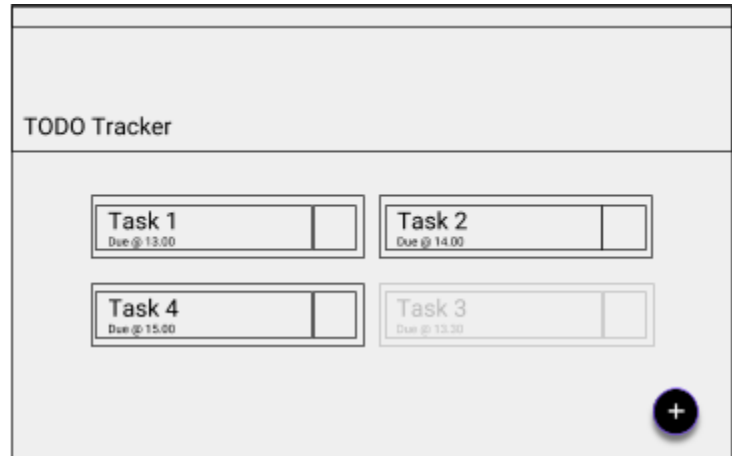 TODO Tracker
Task 1
Due @ 13.00
Task 2
Due @ 14.00
Task 4
Due @ 15.00
Task 3
Due @ 13.30
+